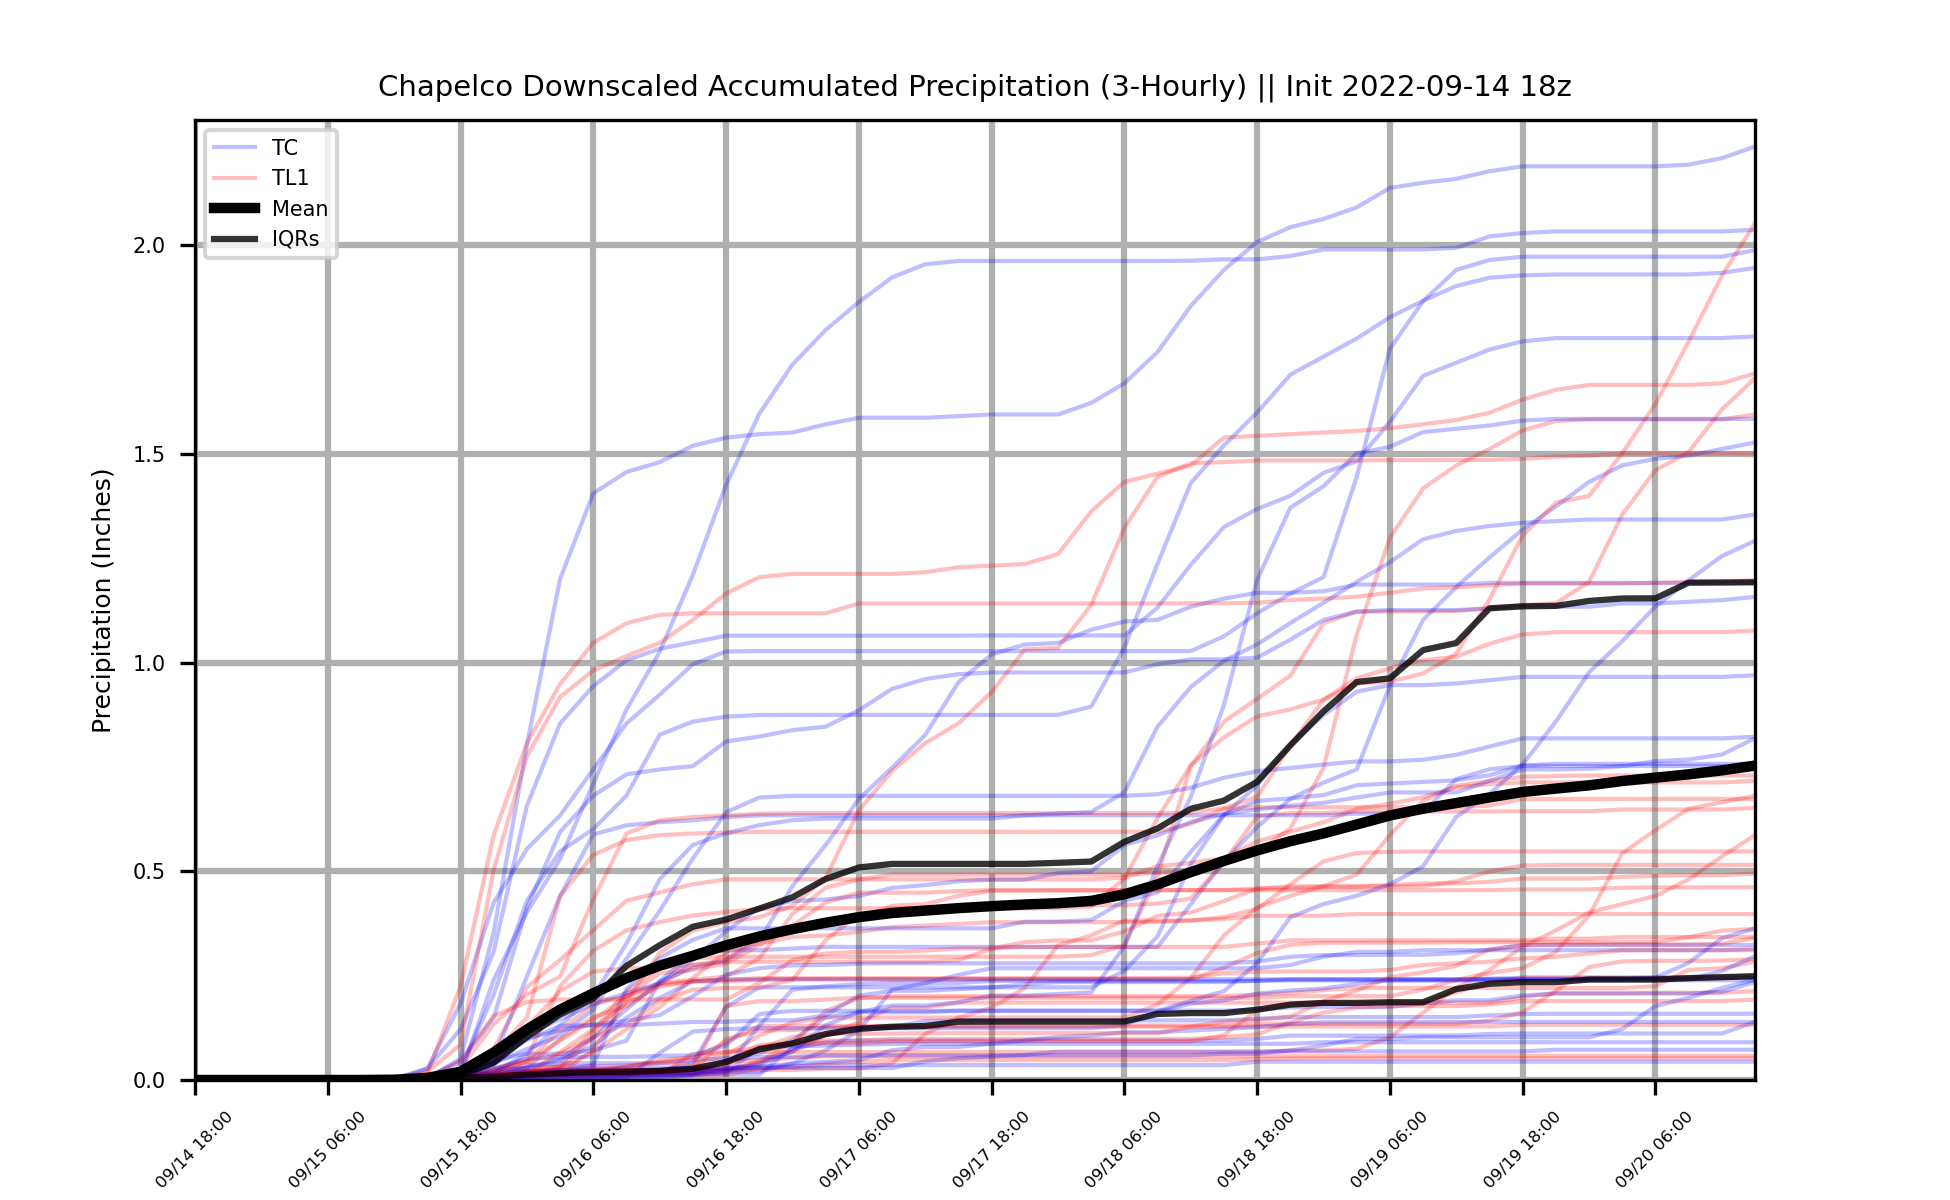 Chapelco Downscaled Accumulated Precipitation (3-Hourly) || Init 2022-09-14 18z
TC
TL1
Mean
IQRs
Precipitation (Inches)
2.0
1.5
1.0
0.5
0.0
09/14 18:00
09/15 06:00
09/15 18:00
09/16 06:00
09/16 18:00
09/17 06:00
09/17 18:00
09/18 06:00
09/18 18:00
09/19 06:00
09/19 18:00
09/20 06:00